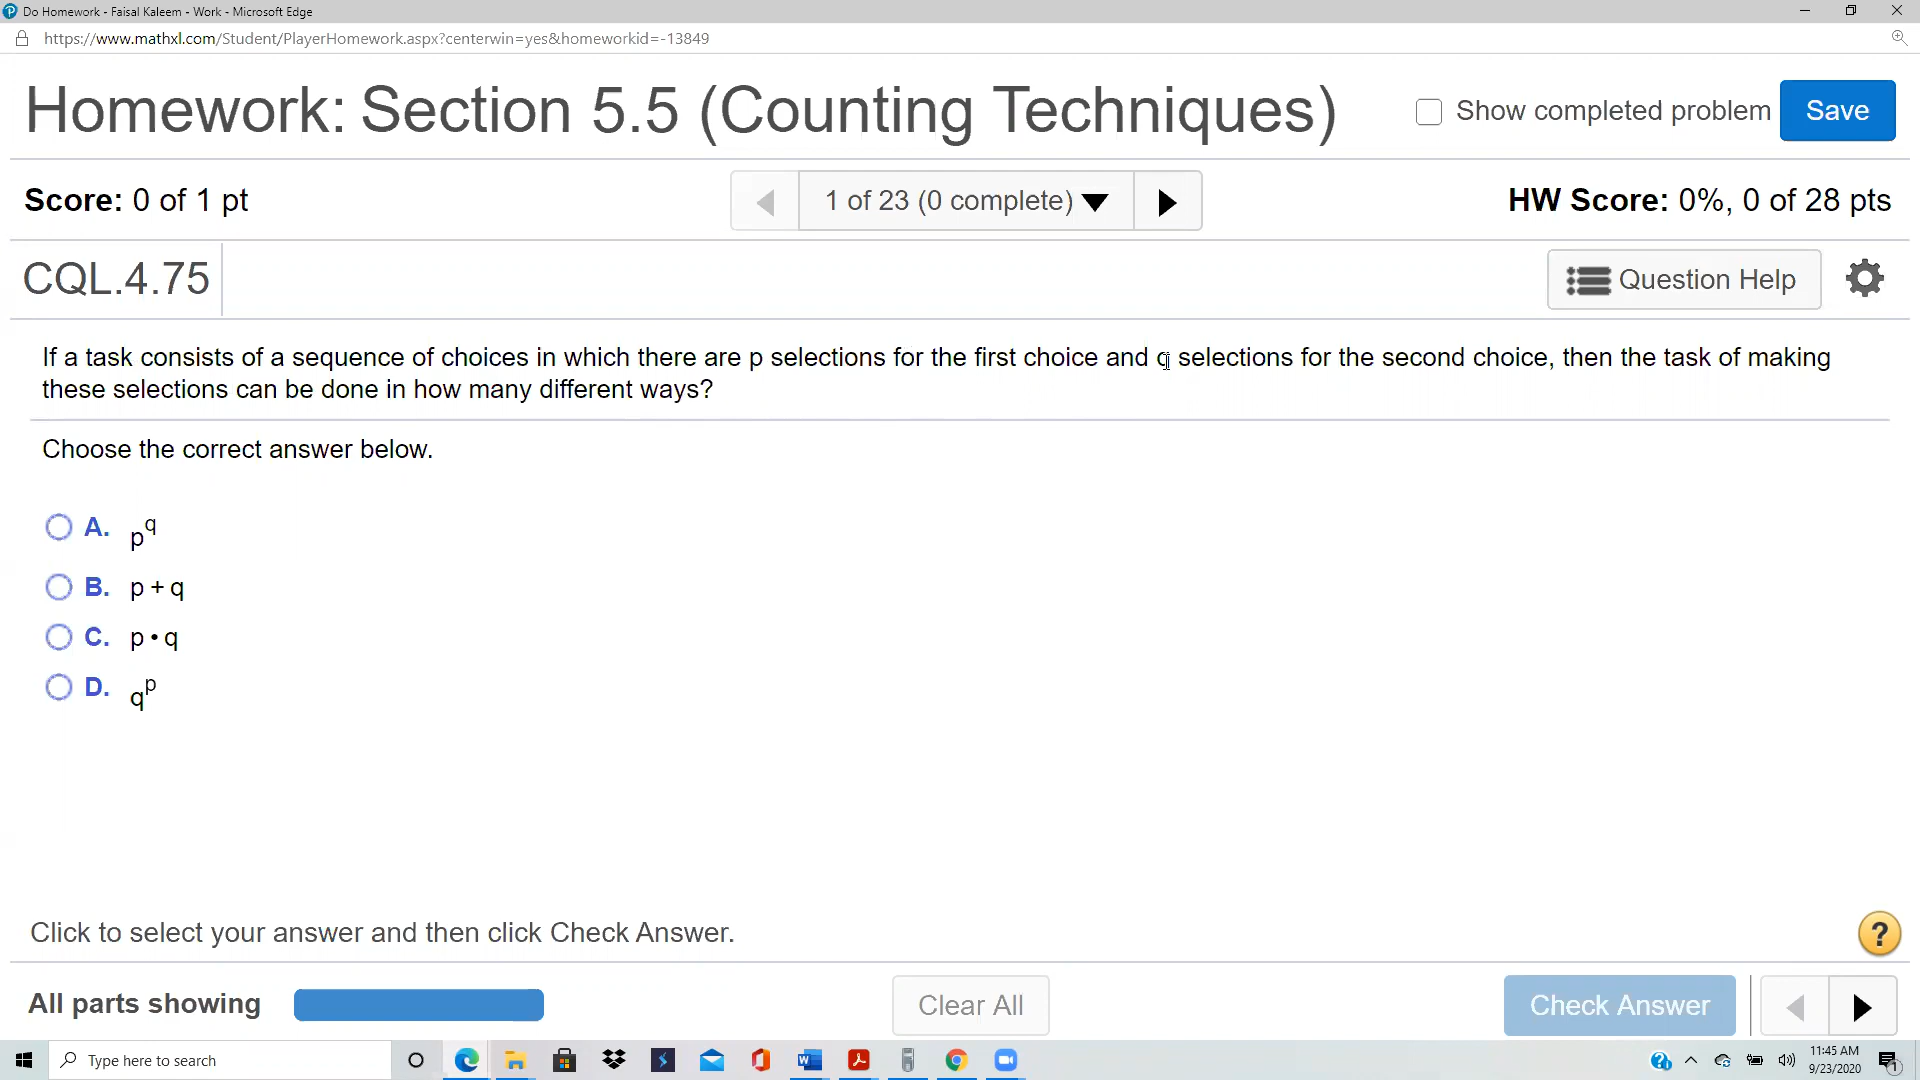 Do Homework - Faisal Kaleem - Work - Microsoft Edge
https://www.mathxl.com/Student/PlayerHomework.aspx?centerwin=yes&homeworkid=-13849
Homework: Section 5.5 (Counting Techniques)
Show completed problem
Save
Score: 0 of 1 pt
1 of 23 (0 complete)
HW Score: 0%, 0 of 28 pts
CQL.4.75
Question Help
If a task consists of a sequence of choices in which there are p selections for the first choice and q selections for the second choice, then the task of making
these selections can be done in how many different ways?
Choose the correct answer below.
A. p^q
B. p + q
C. p • q
D. q^p
Click to select your answer and then click Check Answer.
?
All parts showing
Clear All
Check Answer
Type here to search
11:45 AM
9/23/2020
1